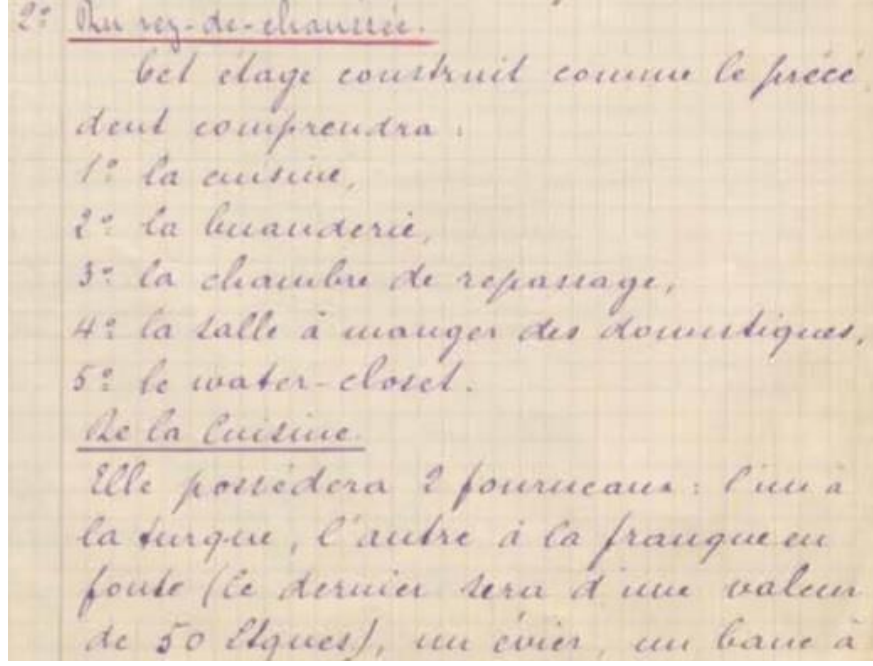 2° Du rez-de-chaussée.
Cet étage construit comme le précé
dent comprendra :
1° la cuisine,
2° la buanderie,
3° la chambre de repassage,
4° la salle à manger des domestiques,
5° le water-closet.
De la Cuisine.
Elle possédera 2 fourneaux : l'un à
la turque, l'autre à la franque en
fonte (le dernier sera d'une valeur
de 50 Ltques), un évier, un banc à